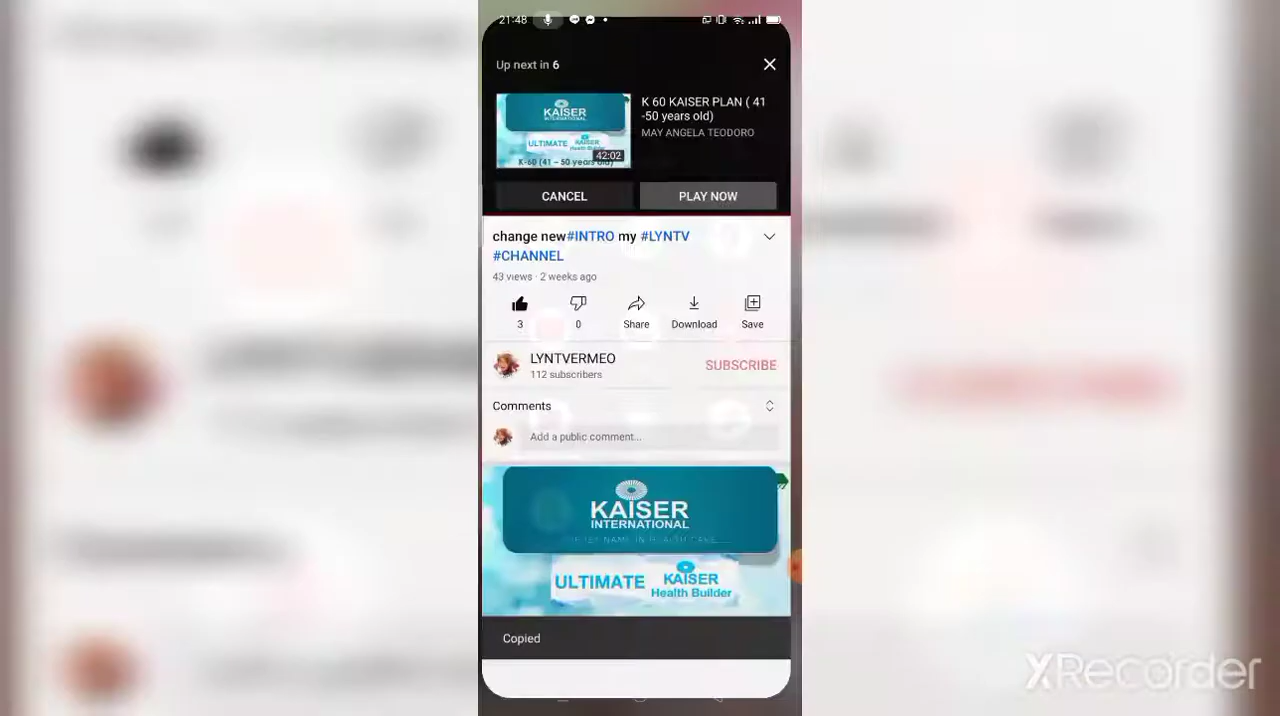 21:48
Up next in 6
KAISER
INTERNATIONAL
ULTIMATE KAISER
Health Builder
42:02
K-60 (41 – 50 years old)
K 60 KAISER PLAN ( 41
-50 years old)
MAY ANGELA TEODORO
CANCEL
PLAY NOW
change new#INTRO my #LYNTV
#CHANNEL
43 views · 2 weeks ago
3
0
Share
Download
Save
LYNTVERMEO
112 subscribers
SUBSCRIBE
Comments
Add a public comment...
KAISER
INTERNATIONAL
ULTIMATE KAISER
Health Builder
Copied
XRecorder